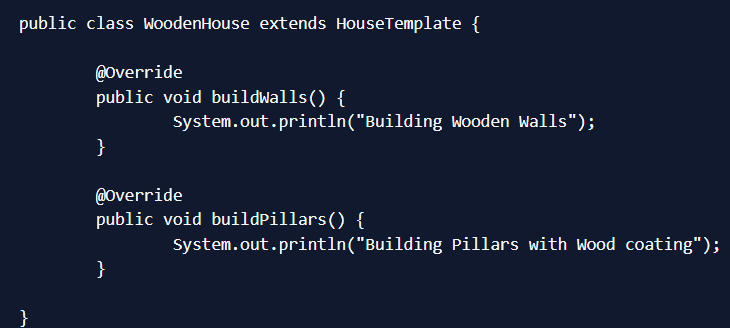 public class WoodenHouse extends HouseTemplate {
@Override
public void buildWalls() {
System.out.println("Building Wooden Walls");
}
@Override
public void buildPillars() {
System.out.println("Building Pillars with Wood coating");
}
}